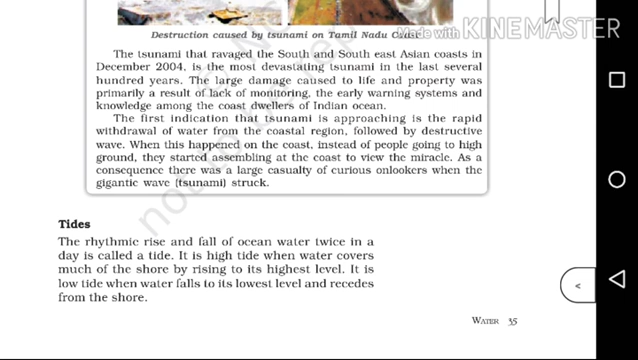 Destruction caused by tsunami on Tamil Nadu Coast
Made with KINEMASTER
The tsunami that ravaged the South and South east Asian coasts in
December 2004, is the most devastating tsunami in the last several
hundred years. The large damage caused to life and property was
primarily a result of lack of monitoring, the early warning systems and
knowledge among the coast dwellers of Indian ocean.
The first indication that tsunami is approaching is the rapid
withdrawal of water from the coastal region, followed by destructive
wave. When this happened on the coast, instead of people going to high
ground, they started assembling at the coast to view the miracle. As a
consequence there was a large casualty of curious onlookers when the
gigantic wave (tsunami) struck.
not to be
Tides
The rhythmic rise and fall of ocean water twice in a
day is called a tide. It is high tide when water covers
much of the shore by rising to its highest level. It is
low tide when water falls to its lowest level and recedes
from the shore.
WATER 35